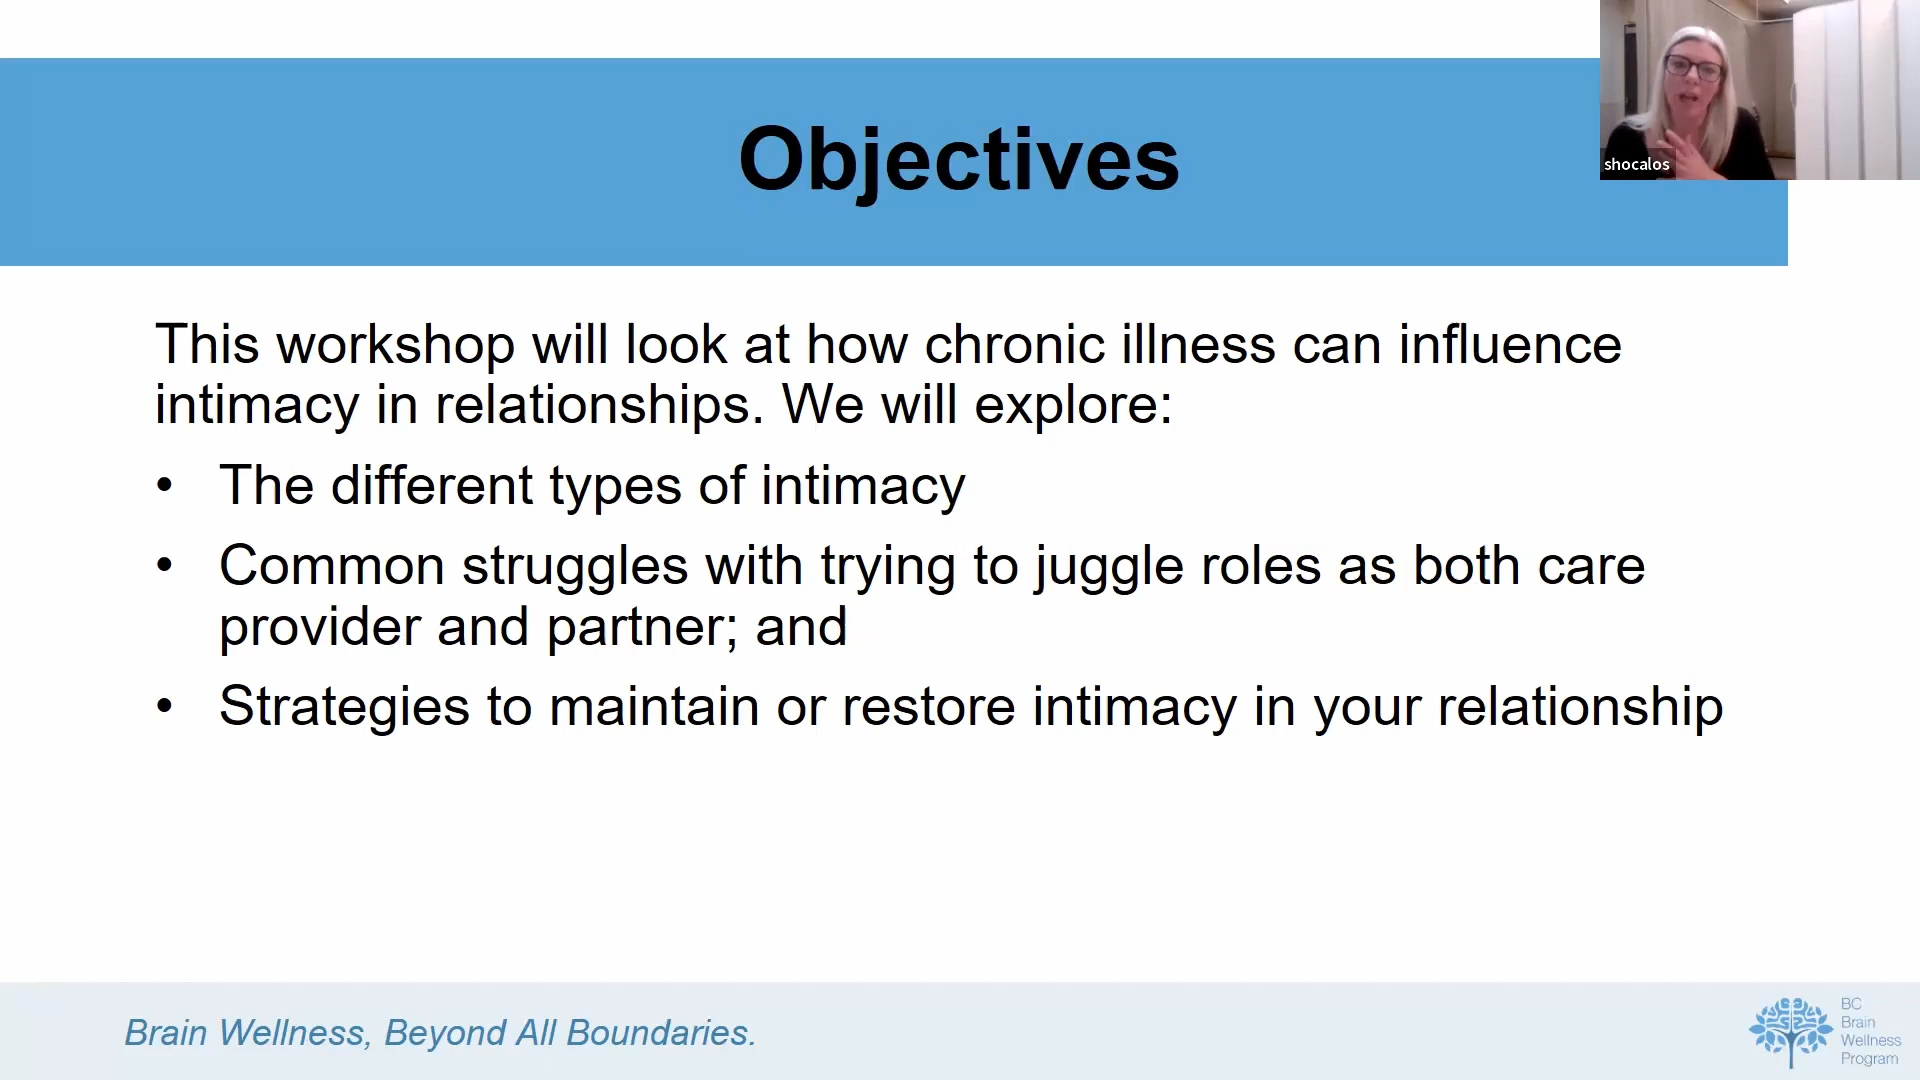 Objectives
shocalos
This workshop will look at how chronic illness can influence
intimacy in relationships. We will explore:
• The different types of intimacy
• Common struggles with trying to juggle roles as both care
provider and partner; and
• Strategies to maintain or restore intimacy in your relationship
Brain Wellness, Beyond All Boundaries.
BC
Brain
Wellness
Program